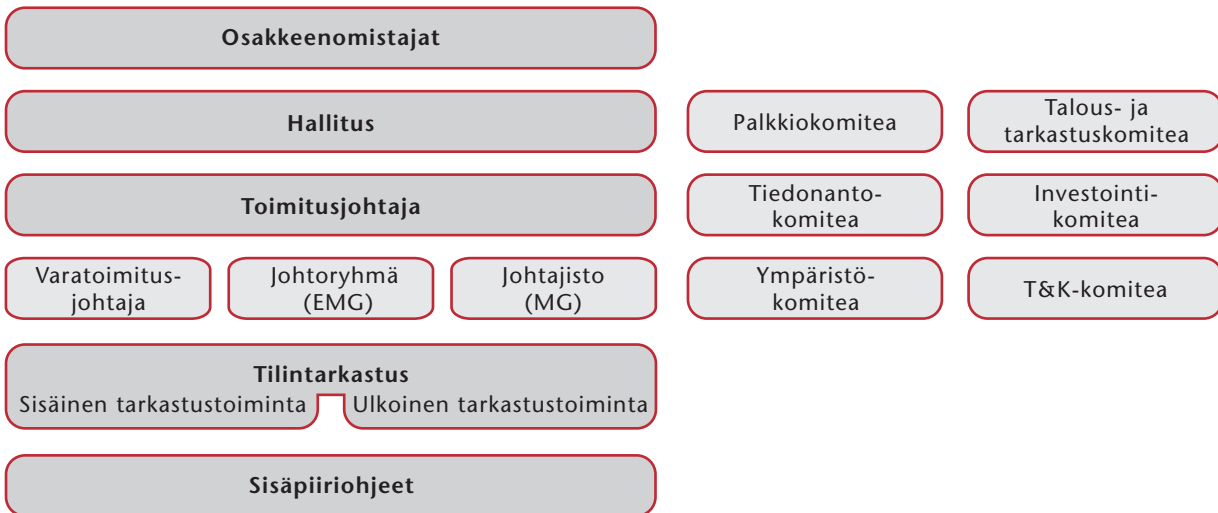 Osakkeenomistajat
Hallitus
Palkkiokomitea
Talous- ja
tarkastuskomitea
Toimitusjohtaja
Tiedonanto-
komitea
Investointi-
komitea
Varatoimitus-
johtaja
Johtoryhmä
(EMG)
Johtajisto
(MG)
Ympäristö-
komitea
T&K-komitea
Tilintarkastus
Sisäinen tarkastustoiminta
Ulkoinen tarkastustoiminta
Sisäpiiriohjeet